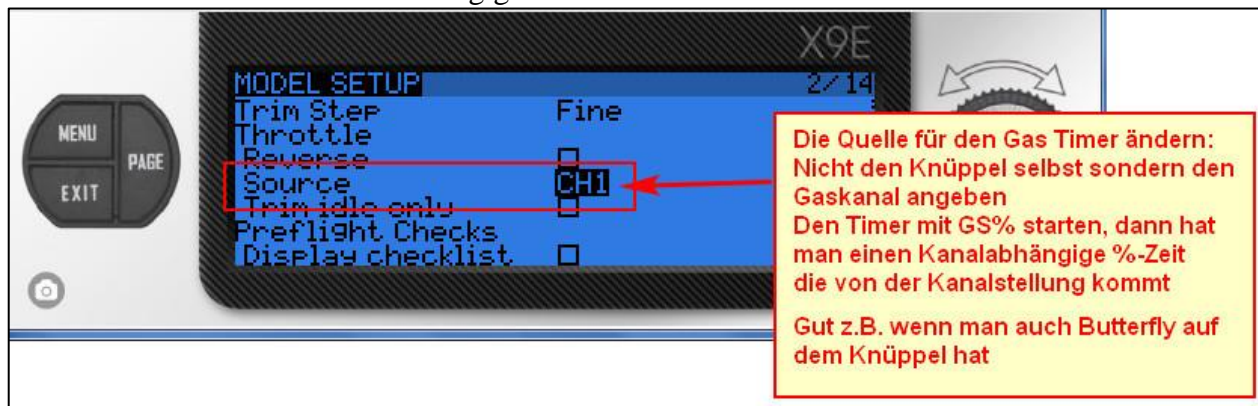 X9E
MODEL SETUP 2/14
Trim Step Fine
Throttle
Reverse
Source CH1
Trim idle only
Preflight Checks
Display checklist
MENU
PAGE
EXIT
Die Quelle für den Gas Timer ändern:
Nicht den Knüppel selbst sondern den
Gaskanal angeben
Den Timer mit GS% starten, dann hat
man einen Kanalabhängige %-Zeit
die von der Kanalstellung kommt
Gut z.B. wenn man auch Butterfly auf
dem Knüppel hat